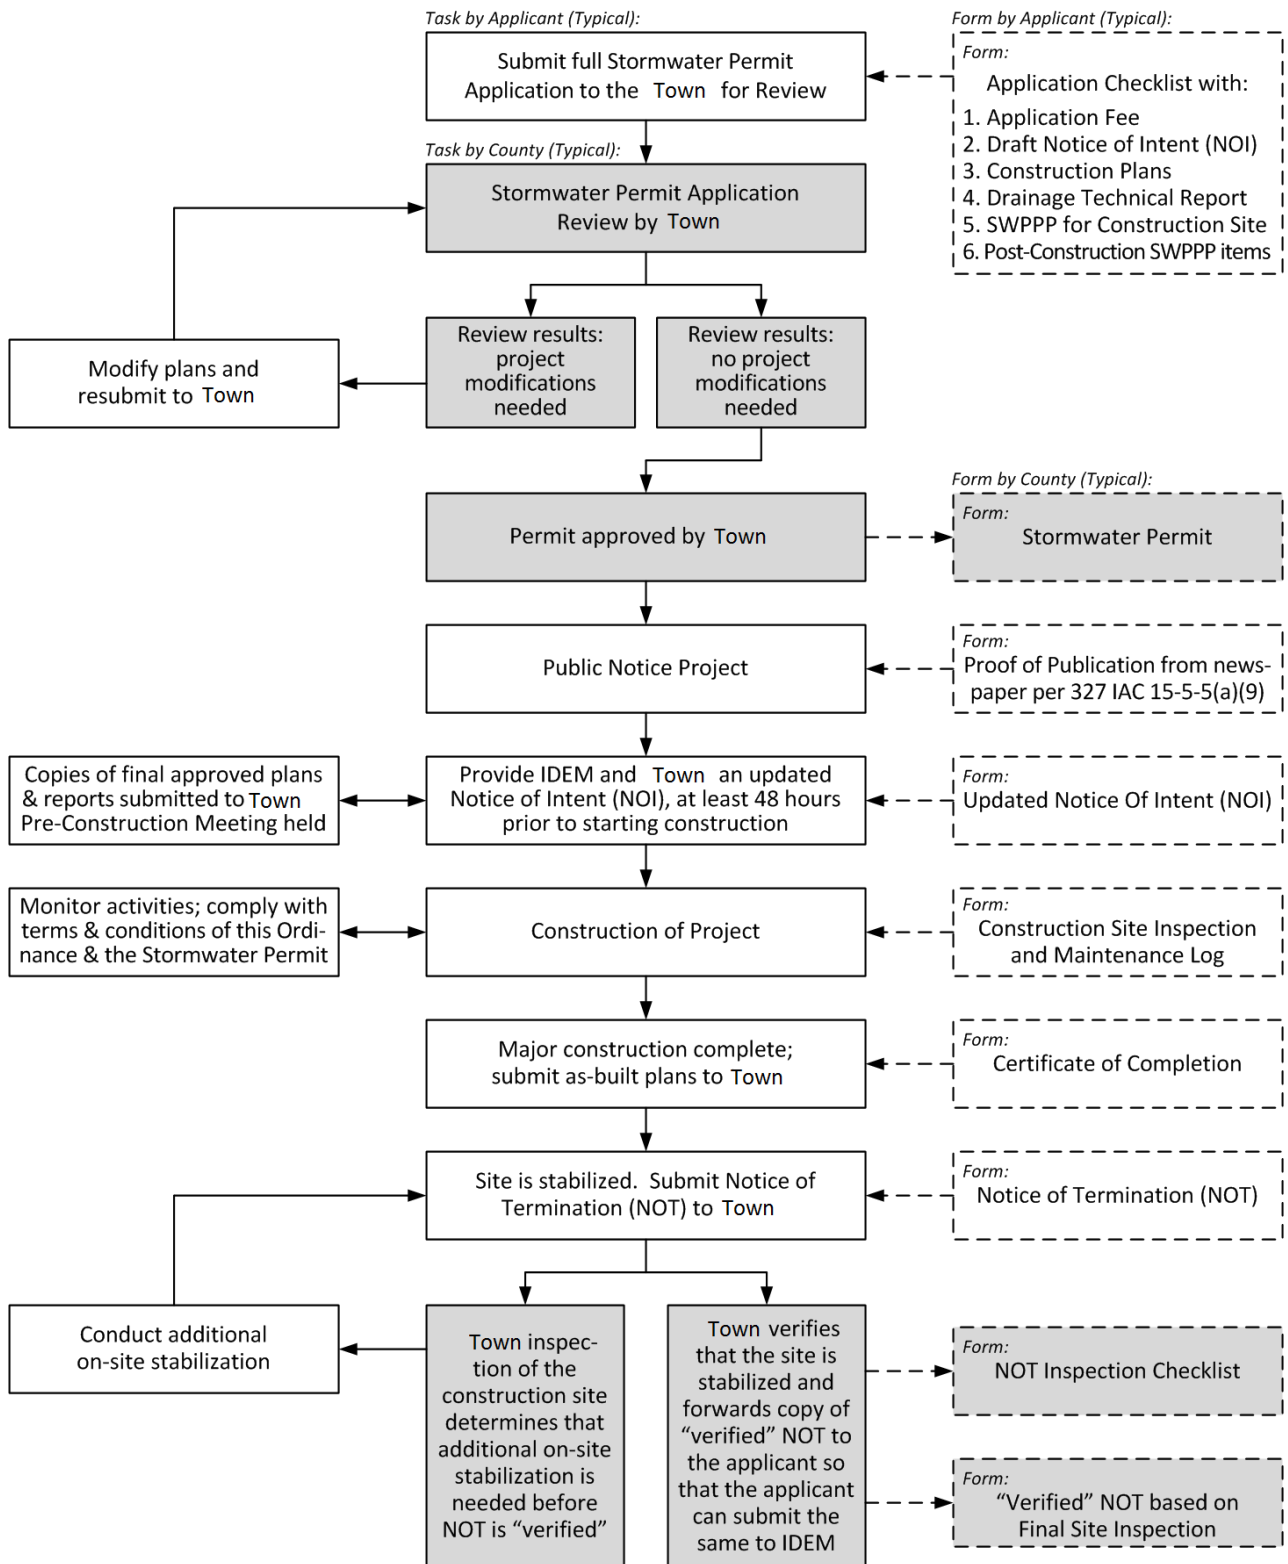 Task by Applicant (Typical):
Submit full Stormwater Permit
Application to the Town for Review
Form by Applicant (Typical):
Form:
Application Checklist with:
1. Application Fee
2. Draft Notice of Intent (NOI)
3. Construction Plans
4. Drainage Technical Report
5. SWPPP for Construction Site
6. Post-Construction SWPPP items
Task by County (Typical):
Stormwater Permit Application
Review by Town
Review results:
project
modifications
needed
Review results:
no project
modifications
needed
Modify plans and
resubmit to Town
Permit approved by Town
Form by County (Typical):
Form:
Stormwater Permit
Public Notice Project
Form:
Proof of Publication from news-
paper per 327 IAC 15-5-5(a)(9)
Copies of final approved plans
& reports submitted to Town
Pre-Construction Meeting held
Provide IDEM and Town an updated
Notice of Intent (NOI), at least 48 hours
prior to starting construction
Form:
Updated Notice Of Intent (NOI)
Monitor activities; comply with
terms & conditions of this Ordi-
nance & the Stormwater Permit
Construction of Project
Form:
Construction Site Inspection
and Maintenance Log
Major construction complete;
submit as-built plans to Town
Form:
Certificate of Completion
Site is stabilized. Submit Notice of
Termination (NOT) to Town
Form:
Notice of Termination (NOT)
Conduct additional
on-site stabilization
Town inspec-
tion of the
construction site
determines that
additional on-site
stabilization is
needed before
NOT is “verified”
Town verifies
that the site is
stabilized and
forwards copy of
“verified” NOT to
the applicant so
that the applicant
can submit the
same to IDEM
Form:
NOT Inspection Checklist
Form:
“Verified” NOT based on
Final Site Inspection